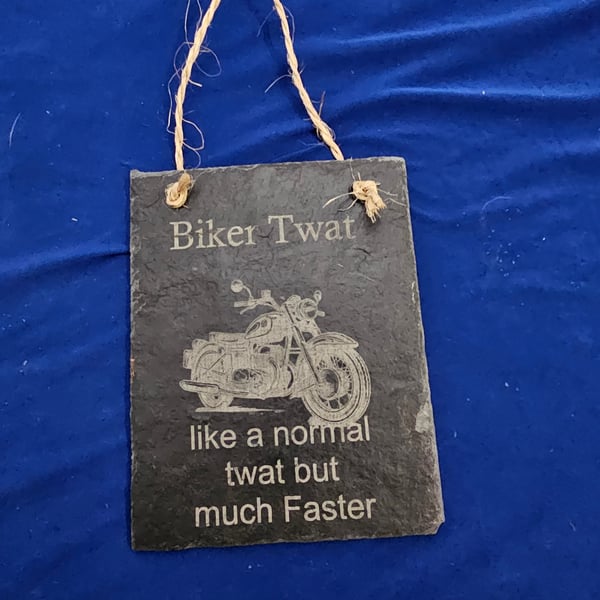 Biker Twat
like a normal
twat but
much Faster